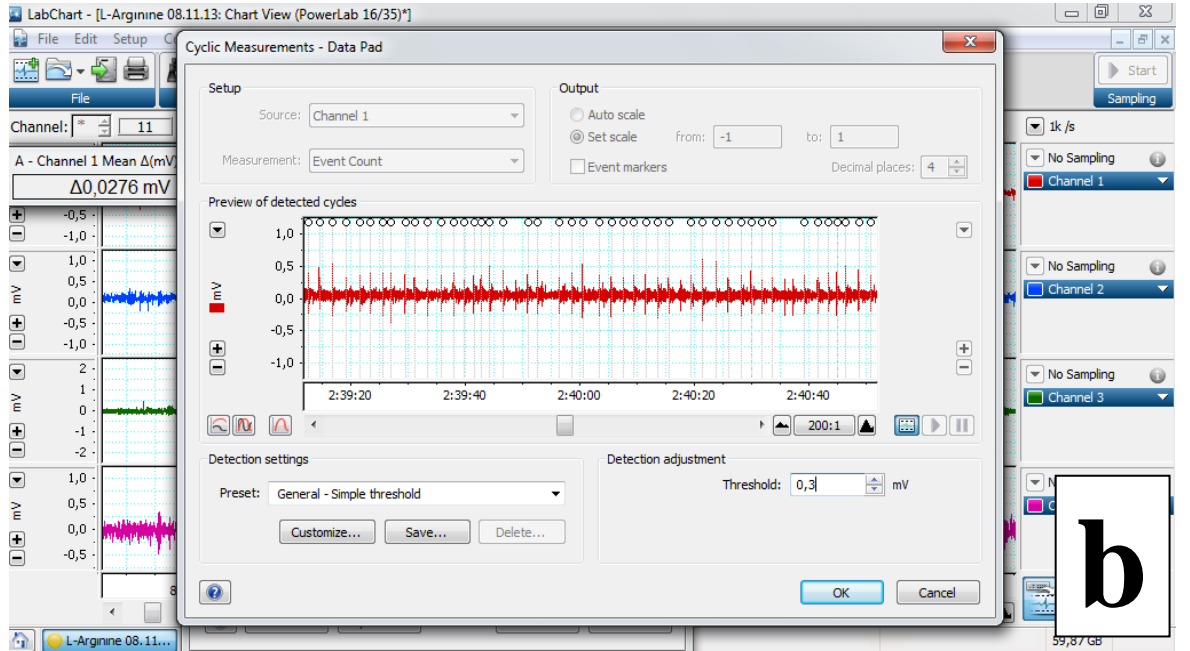 LabChart - [L-Arginine 08.11.13: Chart View (PowerLab 16/35)*]
File Edit Setup
Cyclic Measurements - Data Pad
Start
File
Sampling
Channel: * 11
1k /s
A - Channel 1 Mean Δ(mV)
Δ0,0276 mV
Setup
Source: Channel 1
Measurement: Event Count
Output
Auto scale
Set scale from: -1 to: 1
Event markers Decimal places: 4
Preview of detected cycles
1,0
0,5
0,0
-0,5
-1,0
mV
2:39:20 2:39:40 2:40:00 2:40:20 2:40:40
200:1
Detection settings
Preset: General - Simple threshold
Customize... Save... Delete...
Detection adjustment
Threshold: 0,3 mV
OK Cancel
-0,5
-1,0
1,0
0,5
0,0
-0,5
-1,0
mV
2
1
0
-1
-2
mV
1,0
0,5
0,0
-0,5
mV
8
No Sampling
Channel 1
No Sampling
Channel 2
No Sampling
Channel 3
b
L-Arginine 08.11...
59,87 GB